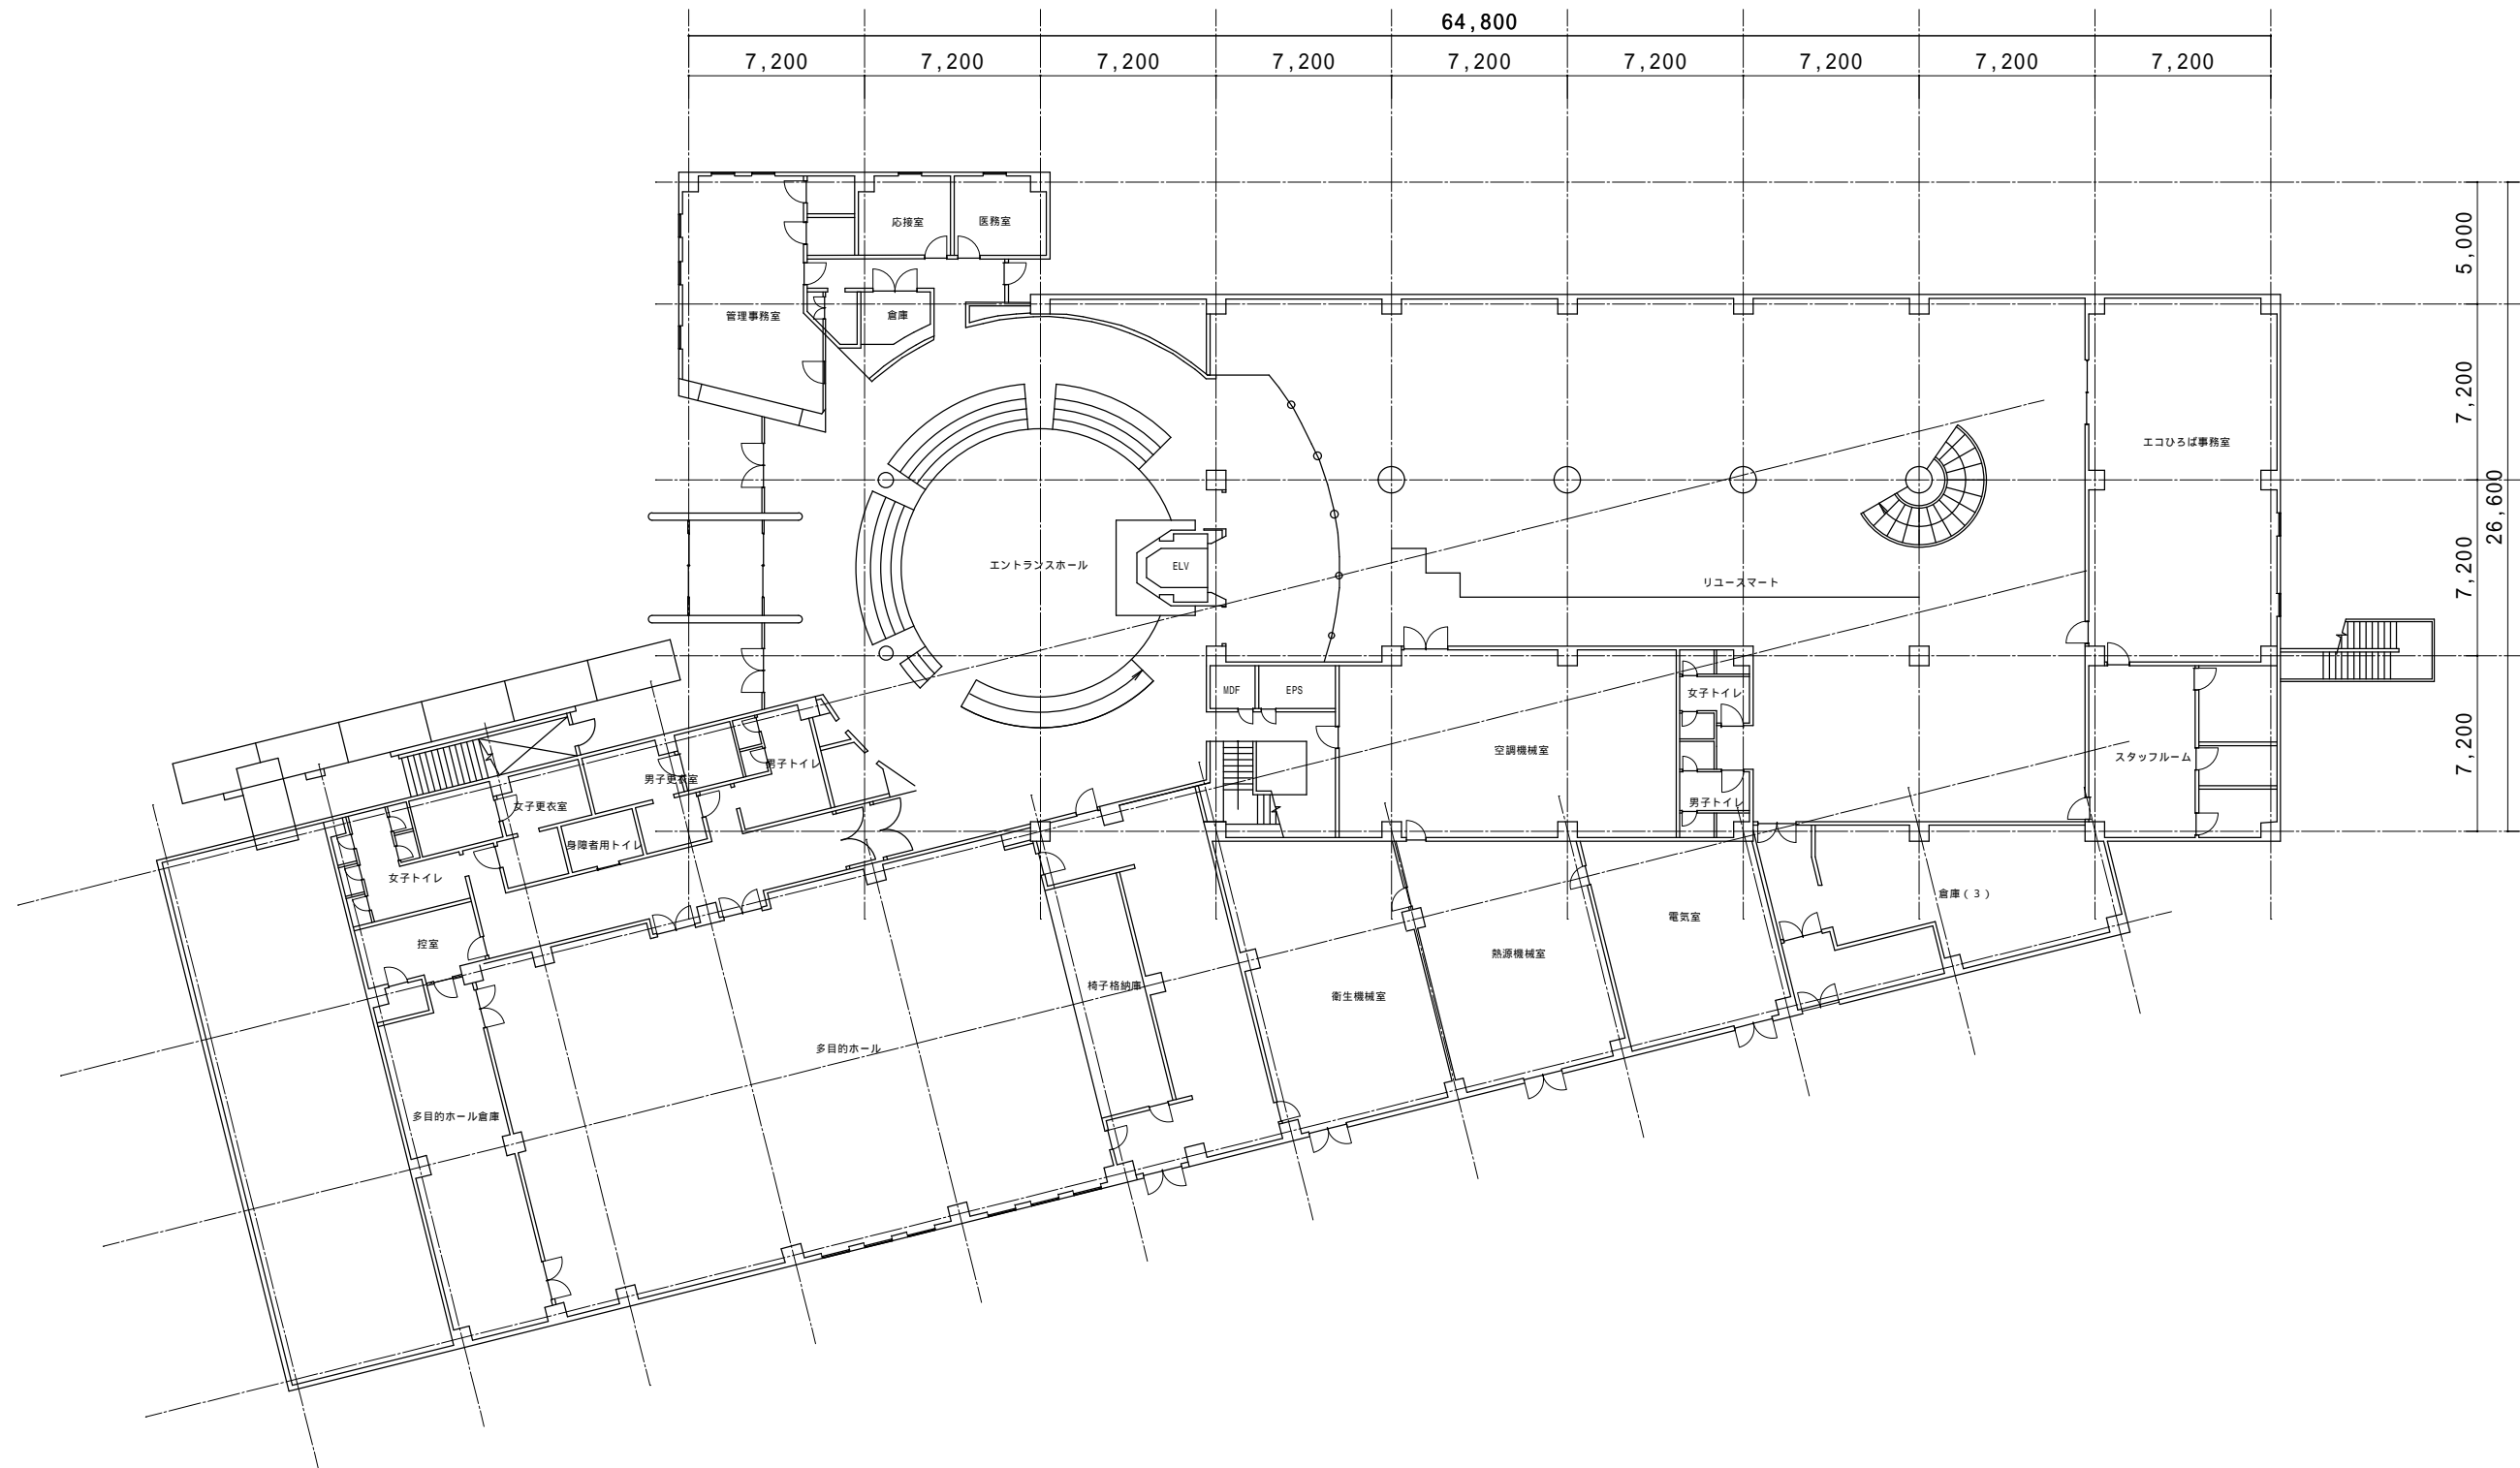 64,800
7,200 7,200 7,200 7,200 7,200 7,200 7,200 7,200 7,200
5,000
7,200
7,200
7,200
26,600
応接室
医務室
管理事務室
倉庫
エコひろば事務室
エントランスホール
ELV
リユースマート
MDF
EPS
女子トイレ
空調機械室
スタッフルーム
男子トイレ
男子トイレ
男子更衣室
女子更衣室
身障者用トイレ
女子トイレ
倉庫(3)
電気室
控室
熱源機械室
椅子格納庫
衛生機械室
多目的ホール
多目的ホール倉庫